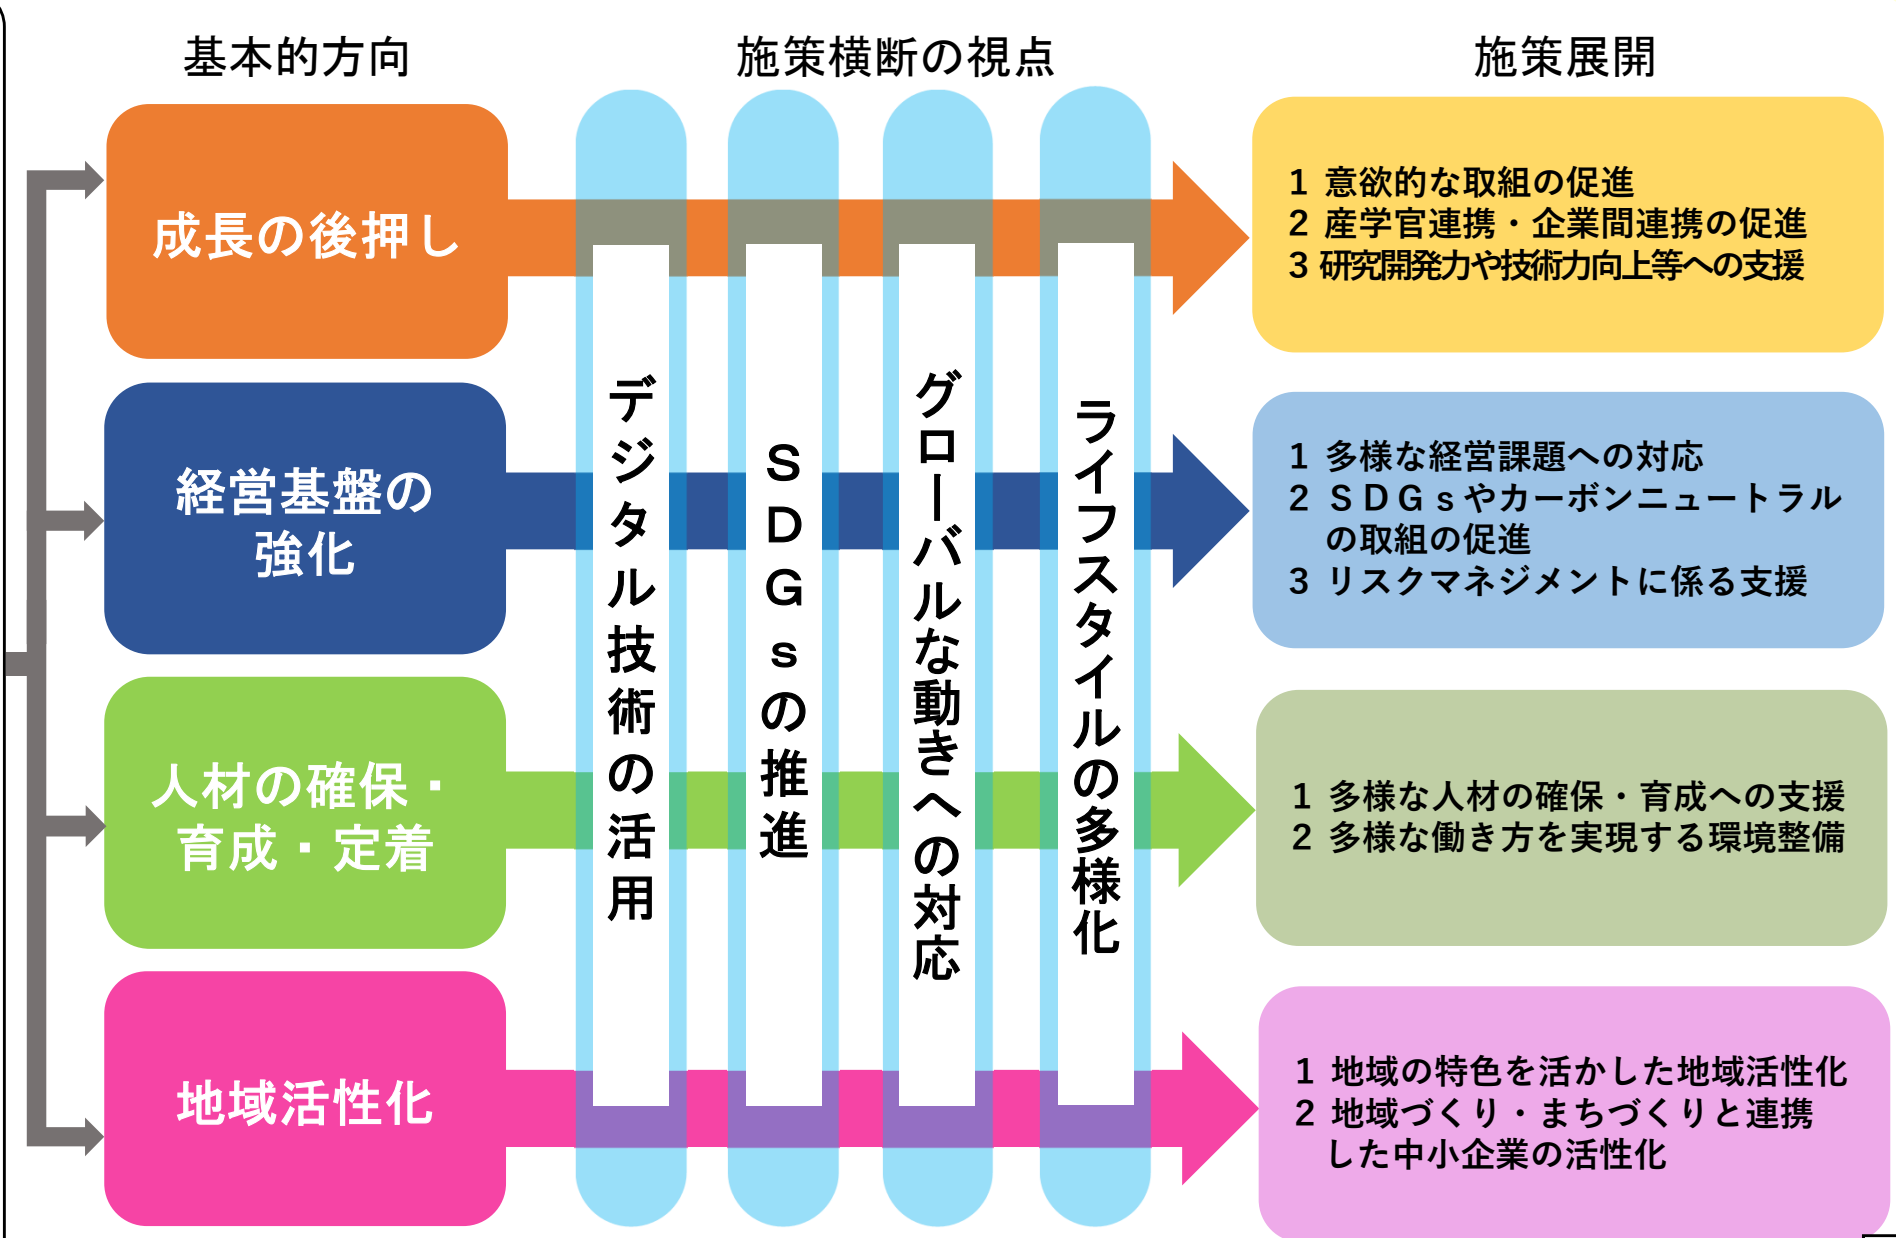 基本的方向
施策横断の視点
施策展開
成長の後押し
経営基盤の
強化
人材の確保・
育成・定着
地域活性化
デジタル技術の活用
ＳＤＧｓの推進
グローバルな動きへの対応
ライフスタイルの多様化
1 意欲的な取組の促進
2 産学官連携・企業間連携の促進
3 研究開発力や技術力向上等への支援
1 多様な経営課題への対応
2 ＳＤＧｓやカーボンニュートラル
の取組の促進
3 リスクマネジメントに係る支援
1 多様な人材の確保・育成への支援
2 多様な働き方を実現する環境整備
1 地域の特色を活かした地域活性化
2 地域づくり・まちづくりと連携
した中小企業の活性化